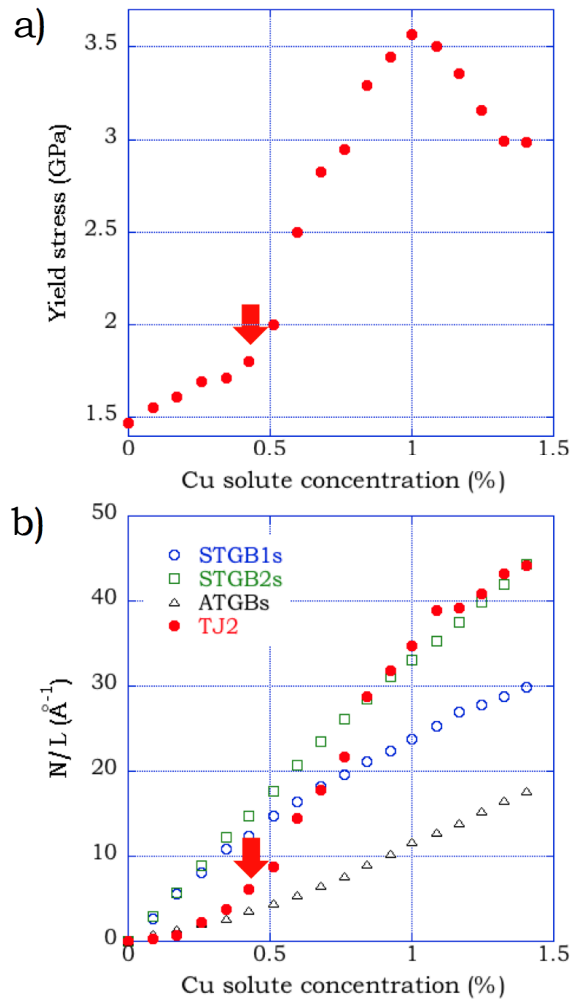 a)
3.5
3
2.5
2
1.5
Yield stress (GPa)
0
0.5
1
1.5
Cu solute concentration (%)
b)
50
40
30
20
10
0
N/L (Å⁻¹)
STGB1s
STGB2s
ATGBs
TJ2
0
0.5
1
1.5
Cu solute concentration (%)